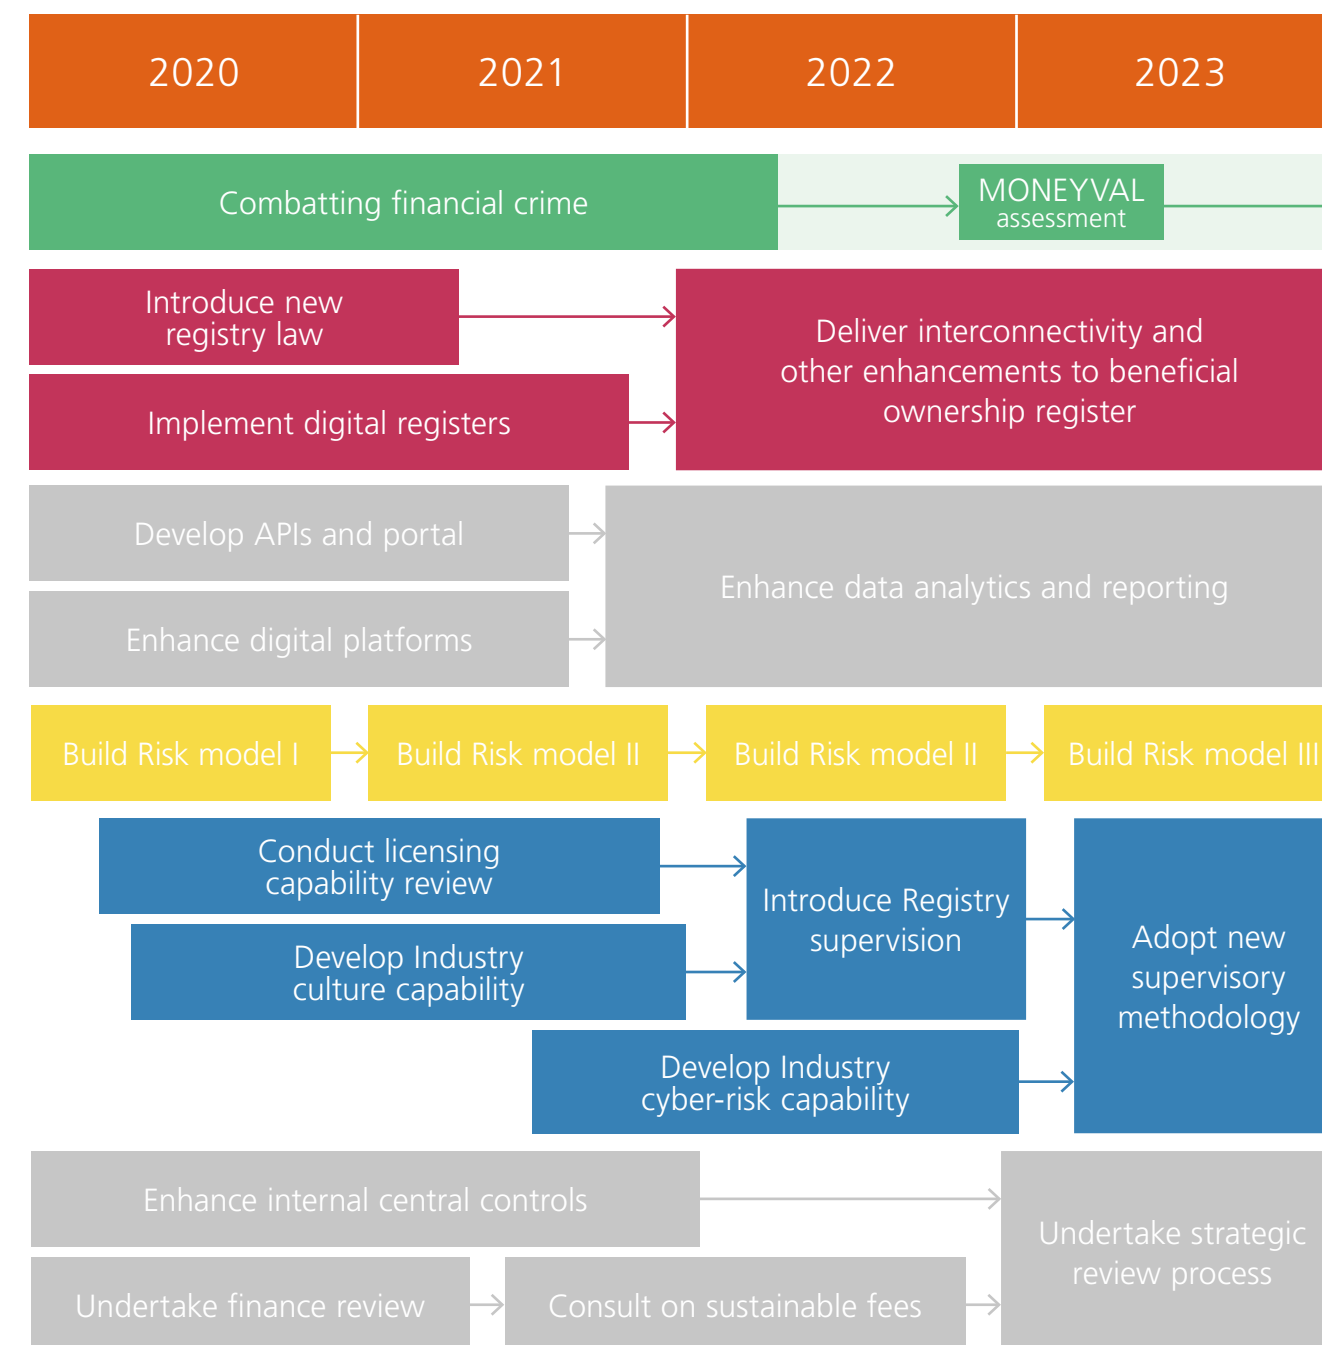 2020 2021 2022 2023
Combatting financial crime
MONEYVAL
assessment
Introduce new
registry law
Implement digital registers
Deliver interconnectivity and
other enhancements to beneficial
ownership register
Develop APIs and portal
Enhance digital platforms
Enhance data analytics and reporting
Build Risk model I
Build Risk model II
Build Risk model II
Build Risk model III
Conduct licensing
capability review
Develop Industry
culture capability
Introduce Registry
supervision
Develop Industry
cyber-risk capability
Adopt new
supervisory
methodology
Enhance internal central controls
Undertake finance review
Consult on sustainable fees
Undertake strategic
review process